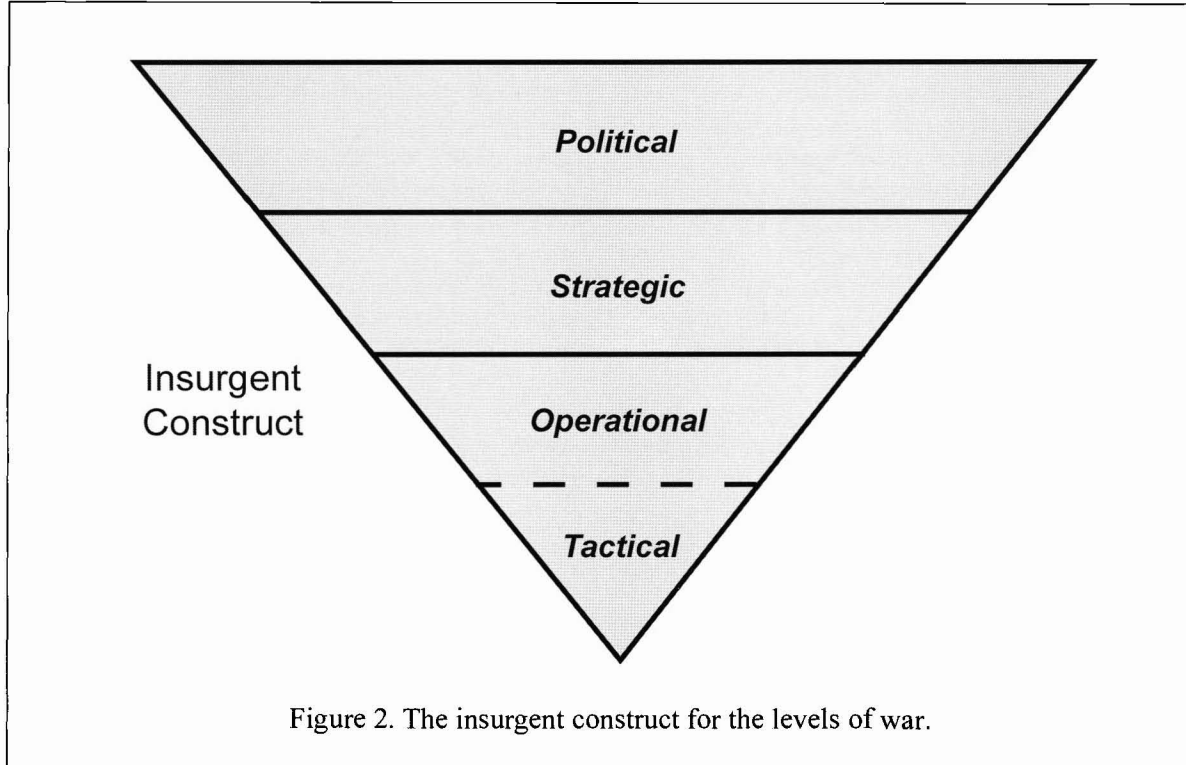 Political
Strategic
Insurgent
Construct
Operational
Tactical
Figure 2. The insurgent construct for the levels of war.